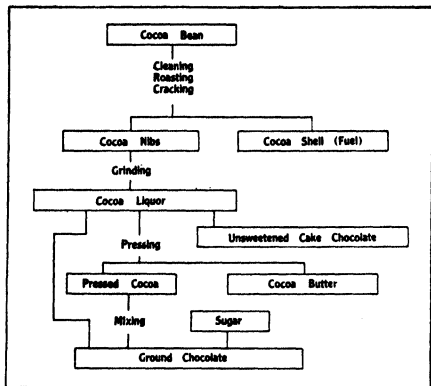 Cocoa Bean
Cleaning
Roasting
Cracking
Cocoa Nibs
Cocoa Shell (Fuel)
Grinding
Cocoa Liquor
Unsweetened Cake Chocolate
Pressing
Pressed Cocoa
Cocoa Butter
Mixing
Sugar
Ground Chocolate